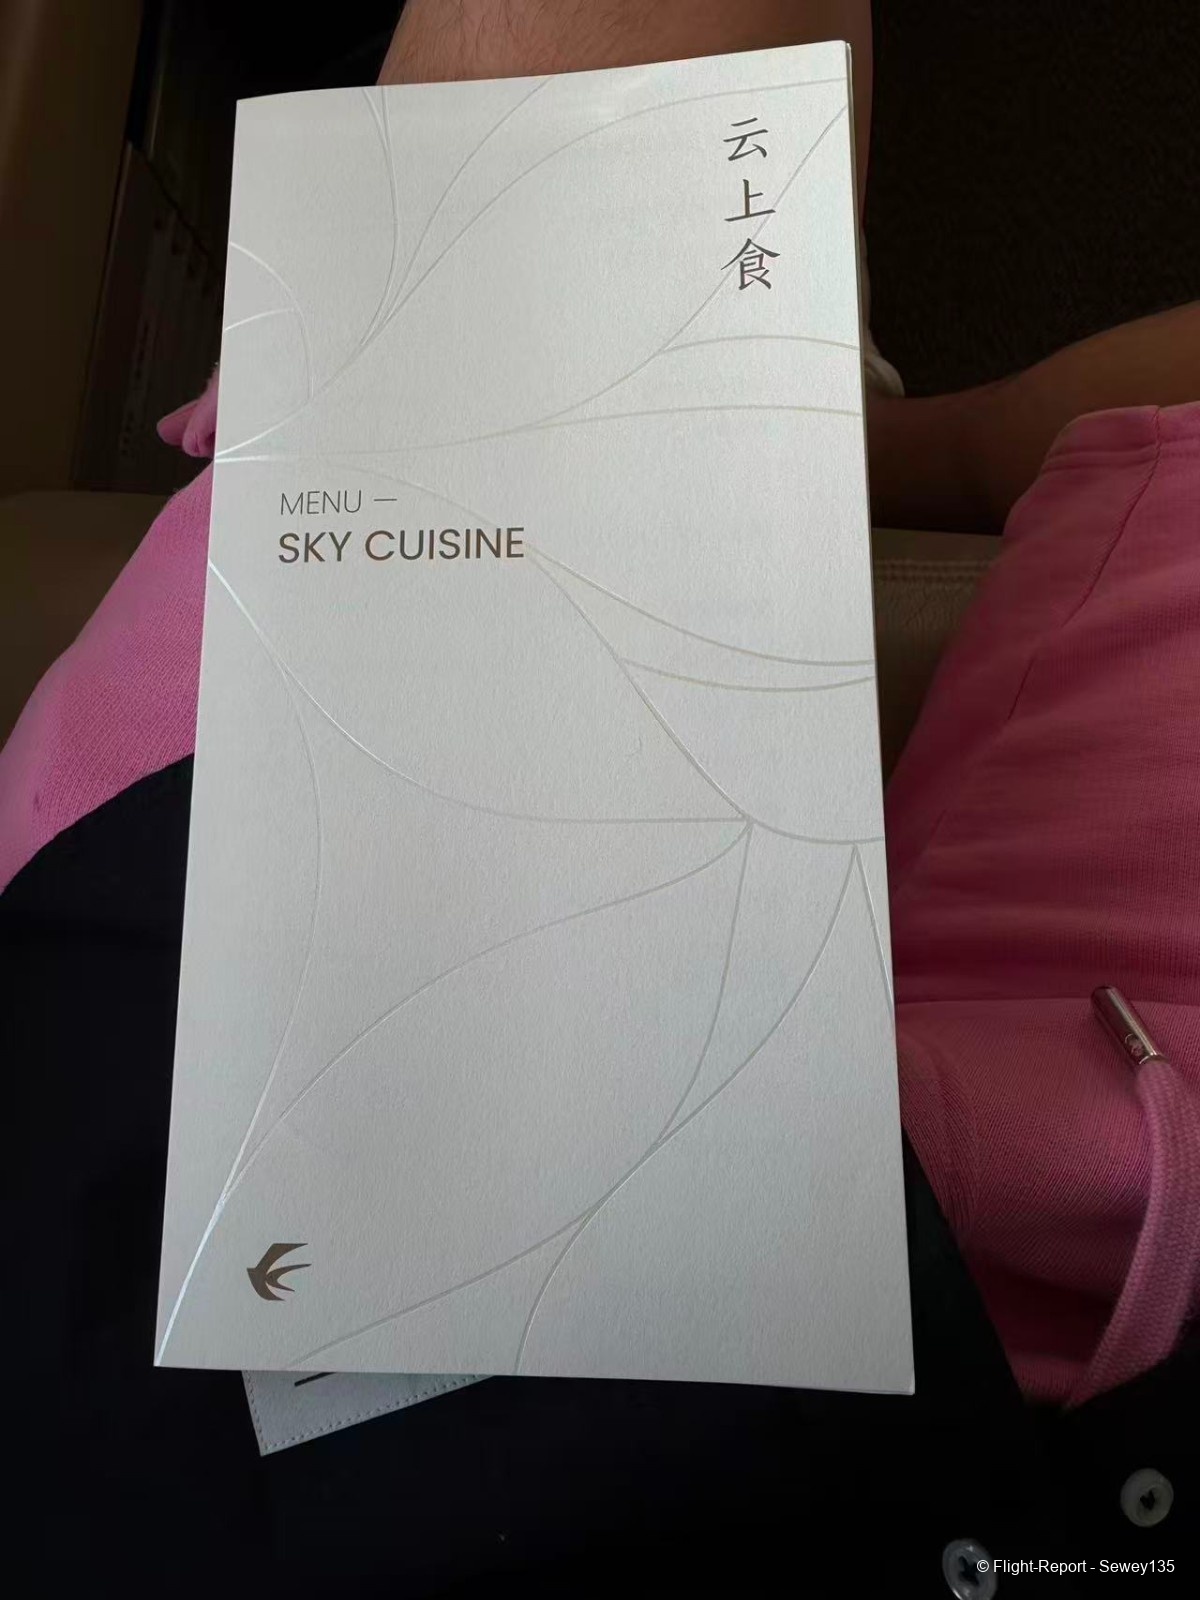 云上食
MENU —
SKY CUISINE
© Flight-Report - Sewey135